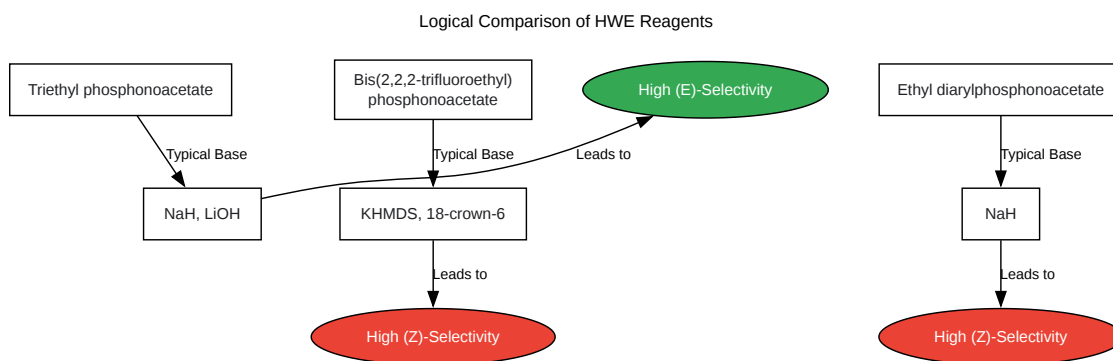 Logical Comparison of HWE Reagents
Triethyl phosphonoacetate
Bis(2,2,2-trifluoroethyl)
phosphonoacetate
High (E)-Selectivity
Ethyl diarylphosphonoacetate
Typical Base
Typical Base
Leads to
Typical Base
NaH, LiOH
KHMDS, 18-crown-6
NaH
Leads to
Leads to
High (Z)-Selectivity
High (Z)-Selectivity